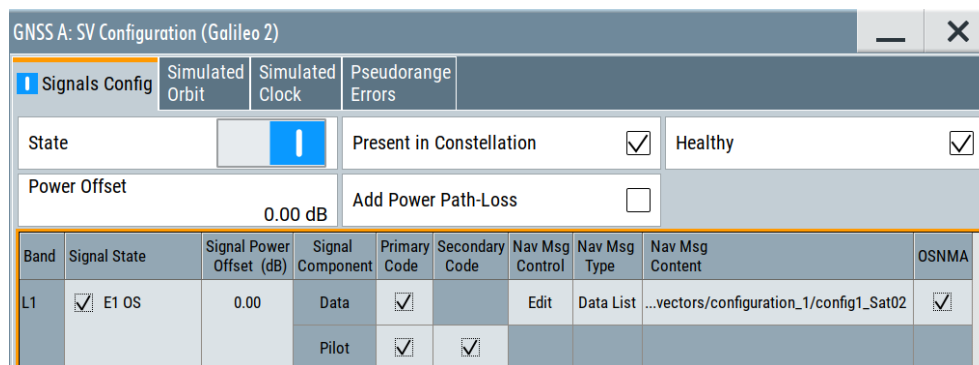 GNSS A: SV Configuration (Galileo 2)
Signals Config
Simulated Orbit
Simulated Clock
Pseudorange Errors
State
Present in Constellation
Healthy
Power Offset
0.00 dB
Add Power Path-Loss
Band Signal State Signal Power Offset (dB) Signal Component Primary Code Secondary Code Nav Msg Control Nav Msg Type Nav Msg Content OSNMA
L1 E1 OS 0.00 Data Edit Data List ...vectors/configuration_1/config1_Sat02
Pilot